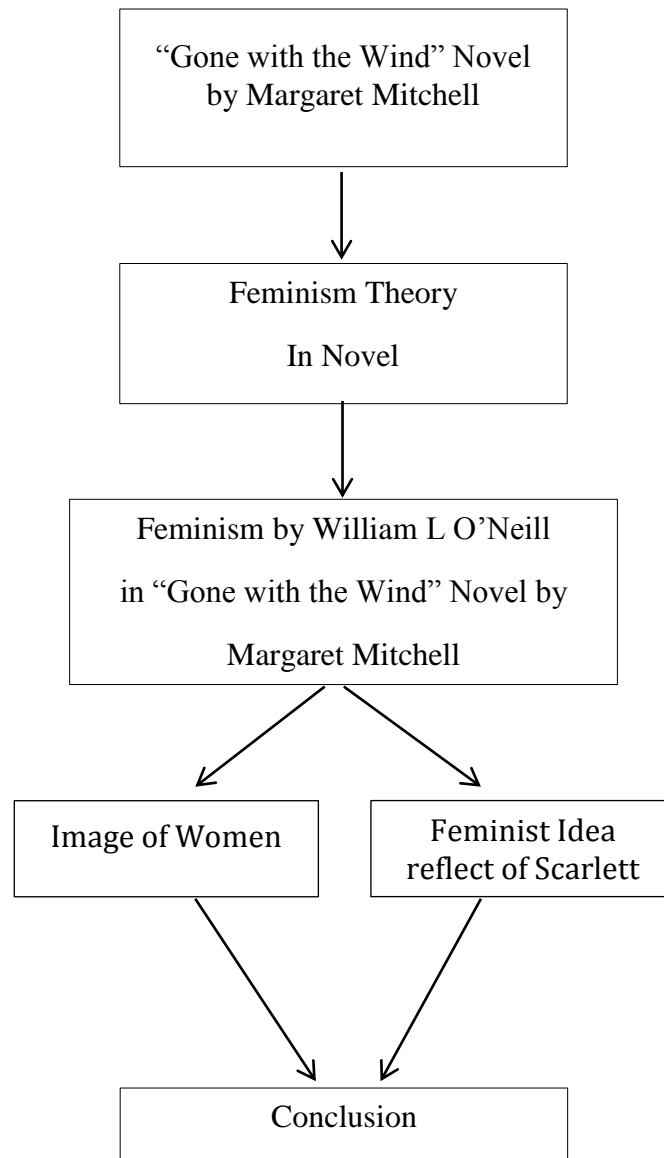 “Gone with the Wind” Novel
by Margaret Mitchell
Feminism Theory
In Novel
Feminism by William L O’Neill
in “Gone with the Wind” Novel by
Margaret Mitchell
Image of Women
Feminist Idea
reflect of Scarlett
Conclusion